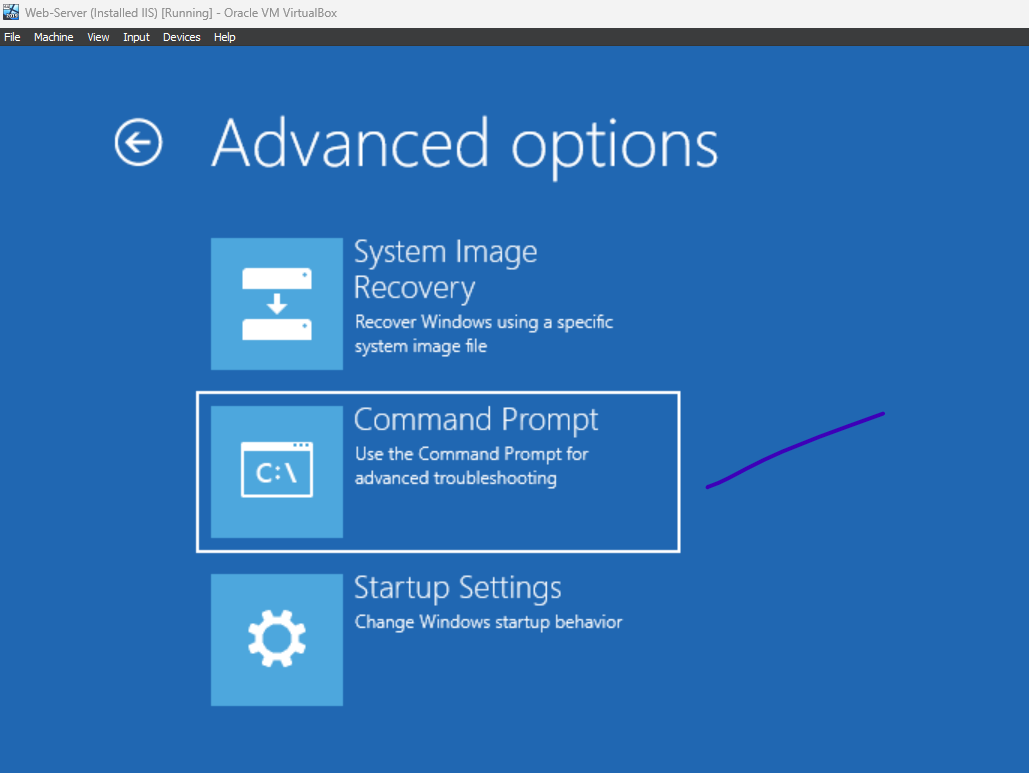 Web-Server (Installed IIS) [Running] - Oracle VM VirtualBox
File Machine View Input Devices Help
Advanced options
System Image
Recovery
Recover Windows using a specific
system image file
Command Prompt
C:\
Use the Command Prompt for
advanced troubleshooting
Startup Settings
Change Windows startup behavior